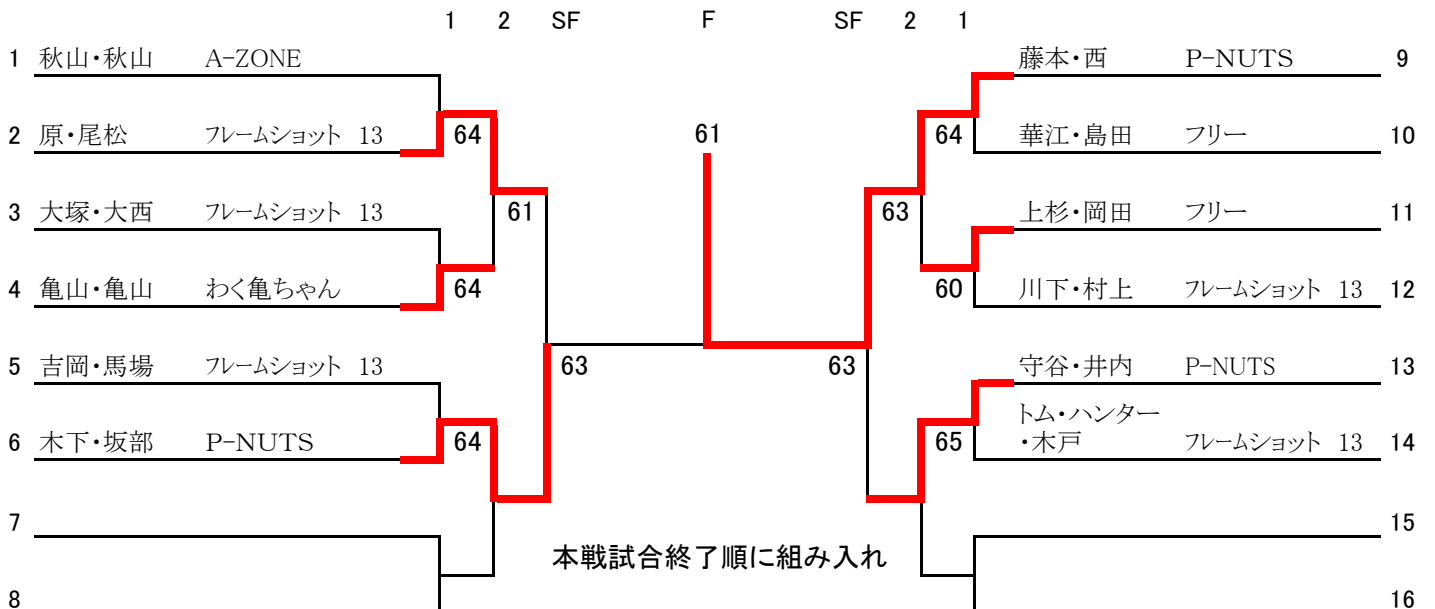 1 2 SF F SF 2 1
1 秋山・秋山 A-ZONE 藤本・西 P-NUTS 9
2 原・尾松 フレームショット 13 64 61 64 華江・島田 フリー 10
3 大塚・大西 フレームショット 13 61 63 上杉・岡田 フリー 11
4 亀山・亀山 わく亀ちゃん 64 60 川下・村上 フレームショット 13 12
5 吉岡・馬場 フレームショット 13 63 63 守谷・井内 P-NUTS 13
トム・ハンター
6 木下・坂部 P-NUTS 64 65 ・木戸 フレームショット 13 14
7 15
本戦試合終了順に組み入れ
8 16